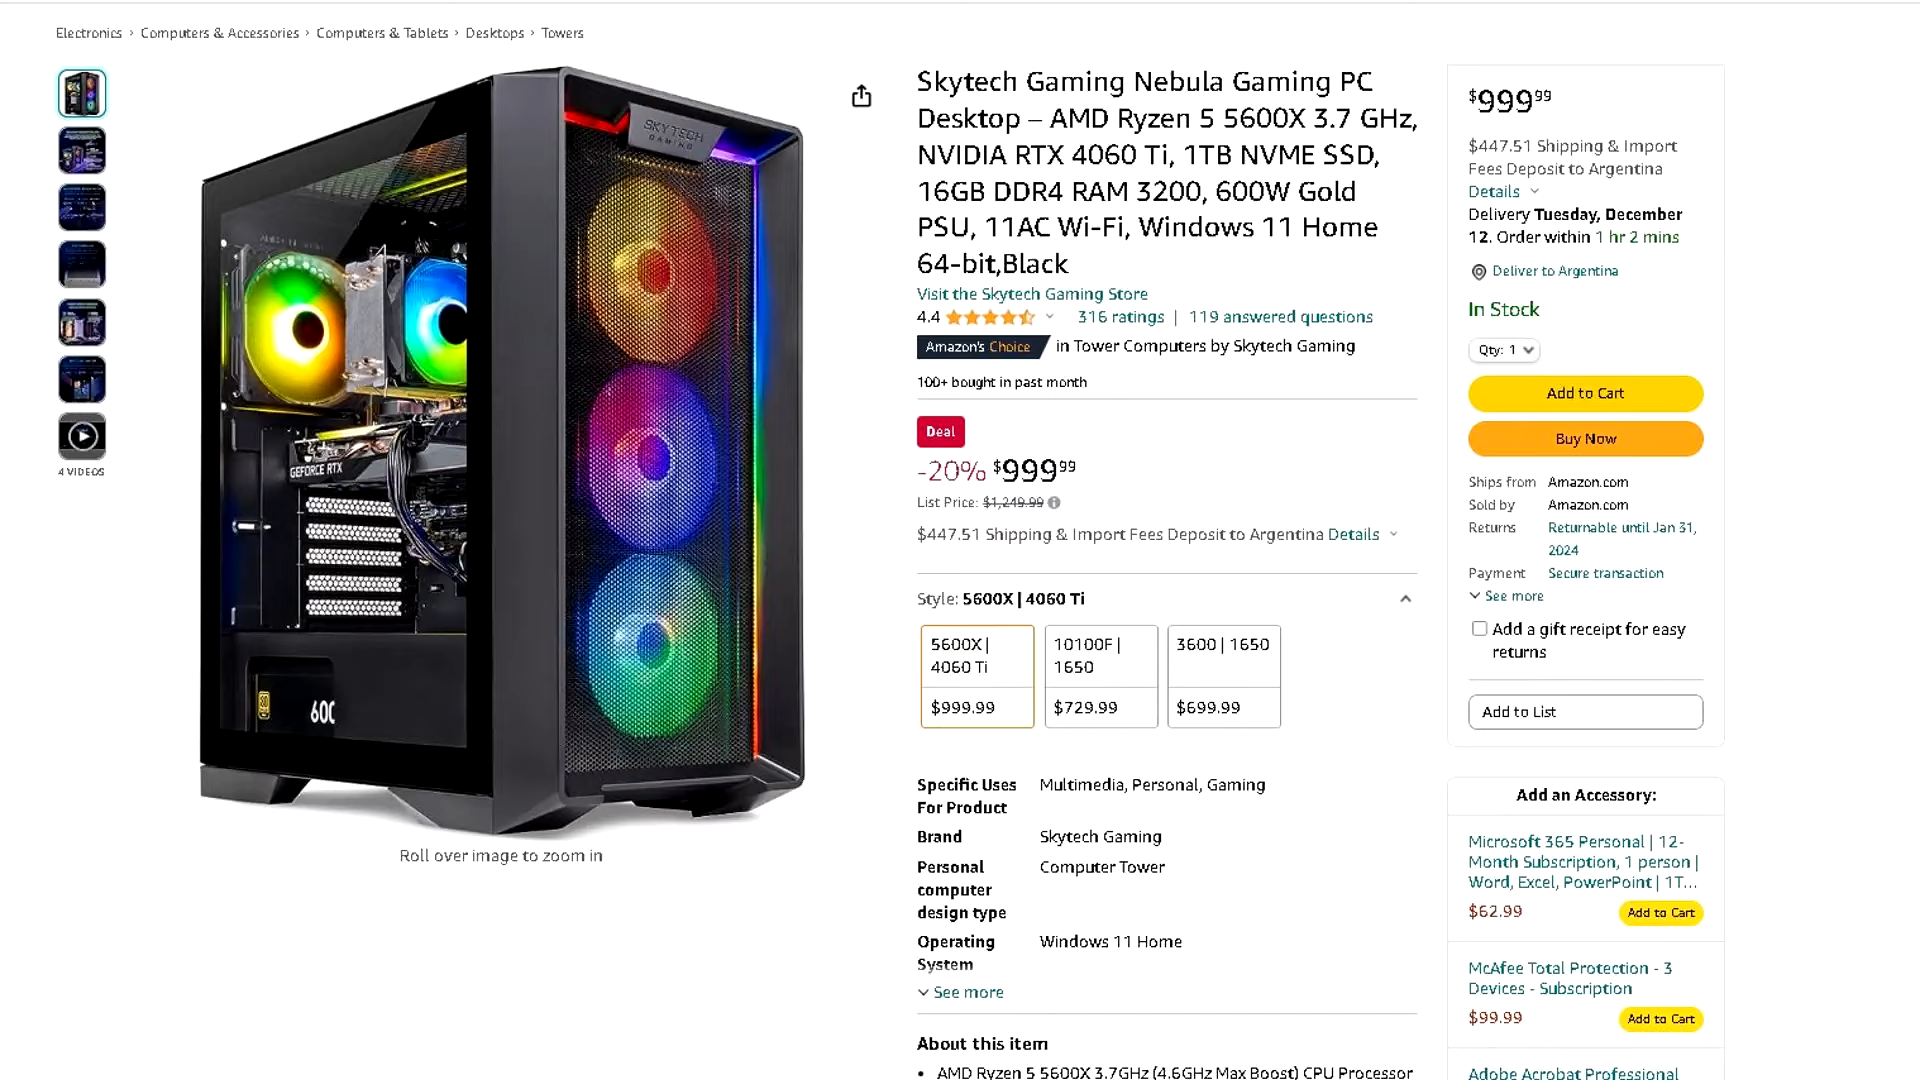 Electronics › Computers & Accessories › Computers & Tablets › Desktops › Towers
4 VIDEOS
SKYTECH
GAMING
GEFORCE RTX
600
Roll over image to zoom in
Skytech Gaming Nebula Gaming PC
Desktop – AMD Ryzen 5 5600X 3.7 GHz,
NVIDIA RTX 4060 Ti, 1TB NVME SSD,
16GB DDR4 RAM 3200, 600W Gold
PSU, 11AC Wi-Fi, Windows 11 Home
64-bit,Black
Visit the Skytech Gaming Store
4.4 316 ratings | 119 answered questions
Amazon's Choice in Tower Computers by Skytech Gaming
100+ bought in past month
Deal
-20% $999 99
List Price: $1,249.99
$447.51 Shipping & Import Fees Deposit to Argentina Details
Style: 5600X | 4060 Ti
5600X |
4060 Ti
$999.99
10100F |
1650
$729.99
3600 | 1650
$699.99
Specific Uses
For Product
Multimedia, Personal, Gaming
Brand
Skytech Gaming
Personal
computer
design type
Computer Tower
Operating
System
Windows 11 Home
See more
About this item
• AMD Ryzen 5 5600X 3.7GHz (4.6GHz Max Boost) CPU Processor
$999 99
$447.51 Shipping & Import
Fees Deposit to Argentina
Details
Delivery Tuesday, December
12. Order within 1 hr 2 mins
Deliver to Argentina
In Stock
Qty: 1
Add to Cart
Buy Now
Ships from Amazon.com
Sold by Amazon.com
Returns Returnable until Jan 31,
2024
Payment Secure transaction
See more
Add a gift receipt for easy
returns
Add to List
Add an Accessory:
Microsoft 365 Personal | 12-
Month Subscription, 1 person |
Word, Excel, PowerPoint | 1T...
$62.99 Add to Cart
McAfee Total Protection - 3
Devices - Subscription
$99.99 Add to Cart
Adobe Acrobat Professional